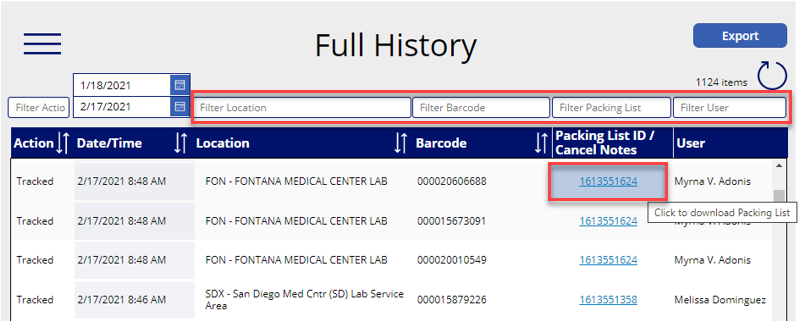 Full History
Export
1124 items
1/18/2021
Filter Actio 2/17/2021 Filter Location Filter Barcode Filter Packing List Filter User
Action Date/Time Location Barcode Packing List ID / Cancel Notes User
Tracked 2/17/2021 8:48 AM FON - FONTANA MEDICAL CENTER LAB 000020606688 1613551624 Myrna V. Adonis
Click to download Packing List
Tracked 2/17/2021 8:48 AM FON - FONTANA MEDICAL CENTER LAB 000015673091 1613551624
Tracked 2/17/2021 8:48 AM FON - FONTANA MEDICAL CENTER LAB 000020010549 1613551624 Myrna V. Adonis
Tracked 2/17/2021 8:46 AM SDX - San Diego Med Cntr (SD) Lab Service Area 000015879226 1613551358 Melissa Dominguez